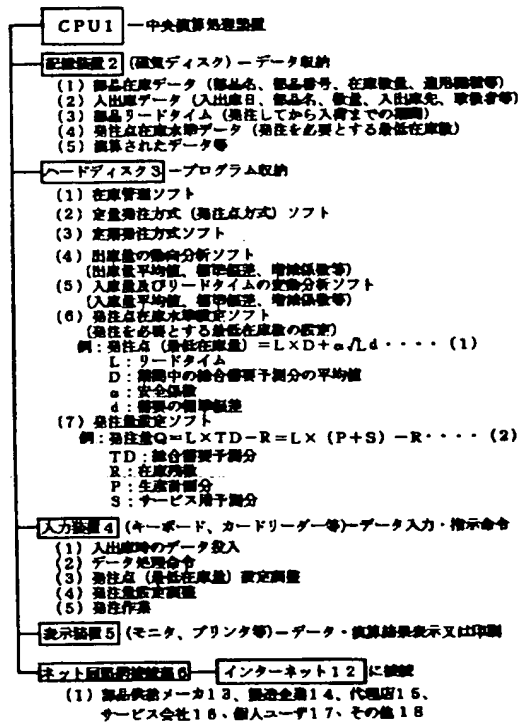 CPU1 ー中央演算処理装置
記憶装置2 (磁気ディスク)ーデータ収納
(1) 部品在庫データ(部品名、部品番号、在庫数量、適用機種等)
(2) 入出庫データ(入出庫日、部品名、数量、入出庫先、取扱者等)
(3) 部品リードタイム(発注してから入荷までの期間)
(4) 発注点在庫水準データ(発注を必要とする最低在庫数)
(5) 演算されたデータ等
ハードディスク3 ープログラム収納
(1) 在庫管理ソフト
(2) 定量発注方式(発注点方式)ソフト
(3) 定期発注方式ソフト
(4) 出庫量の動向分析ソフト
(出庫量平均値、標準偏差、増減係数等)
(5) 入庫量及びリードタイムの変動分析ソフト
(入庫量平均値、標準偏差、増減係数等)
(6) 発注点在庫水準設定ソフト
(発注を必要とする最低在庫数の設定)
例:発注点(最低在庫量)=L×D+α√Ld・・・・(1)
L:リードタイム
D:期間中の総合需要予測分の平均値
α:安全係数
d:需要の標準偏差
(7) 発注量設定ソフト
例:発注量Q=L×TD-R=L×(P+S)-R・・・・(2)
TD:総合需要予測分
R:在庫残数
P:生産計画分
S:サービス用予測分
入力装置4 (キーボード、カードリーダー等)ーデータ入力・指示命令
(1) 入出庫時のデータ投入
(2) データ処理命令
(3) 発注点(最低在庫量)設定調整
(4) 発注量設定調整
(5) 発注作業
表示装置5 (モニタ、プリンタ等)ーデータ・演算結果表示又は印刷
ネット回路接続機器6 インターネット12 に接続
(1) 部品供給メーカ13、製造企業14、代理店15、
サービス会社16、個人ユーザ17、その他18